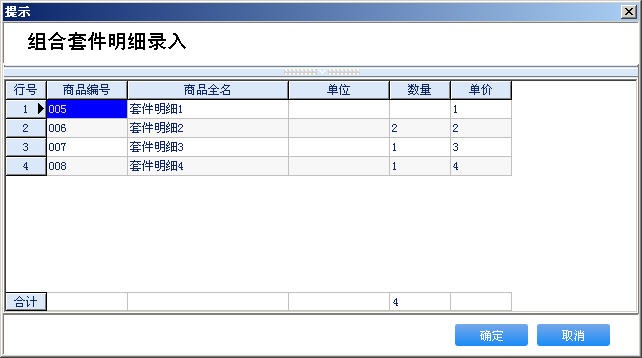 提示
组合套件明细录入
行号 商品编号 商品全名 单位 数量 单价
1 005 套件明细1 1
2 006 套件明细2 2 2
3 007 套件明细3 1 3
4 008 套件明细4 1 4
合计 4
确定 取消